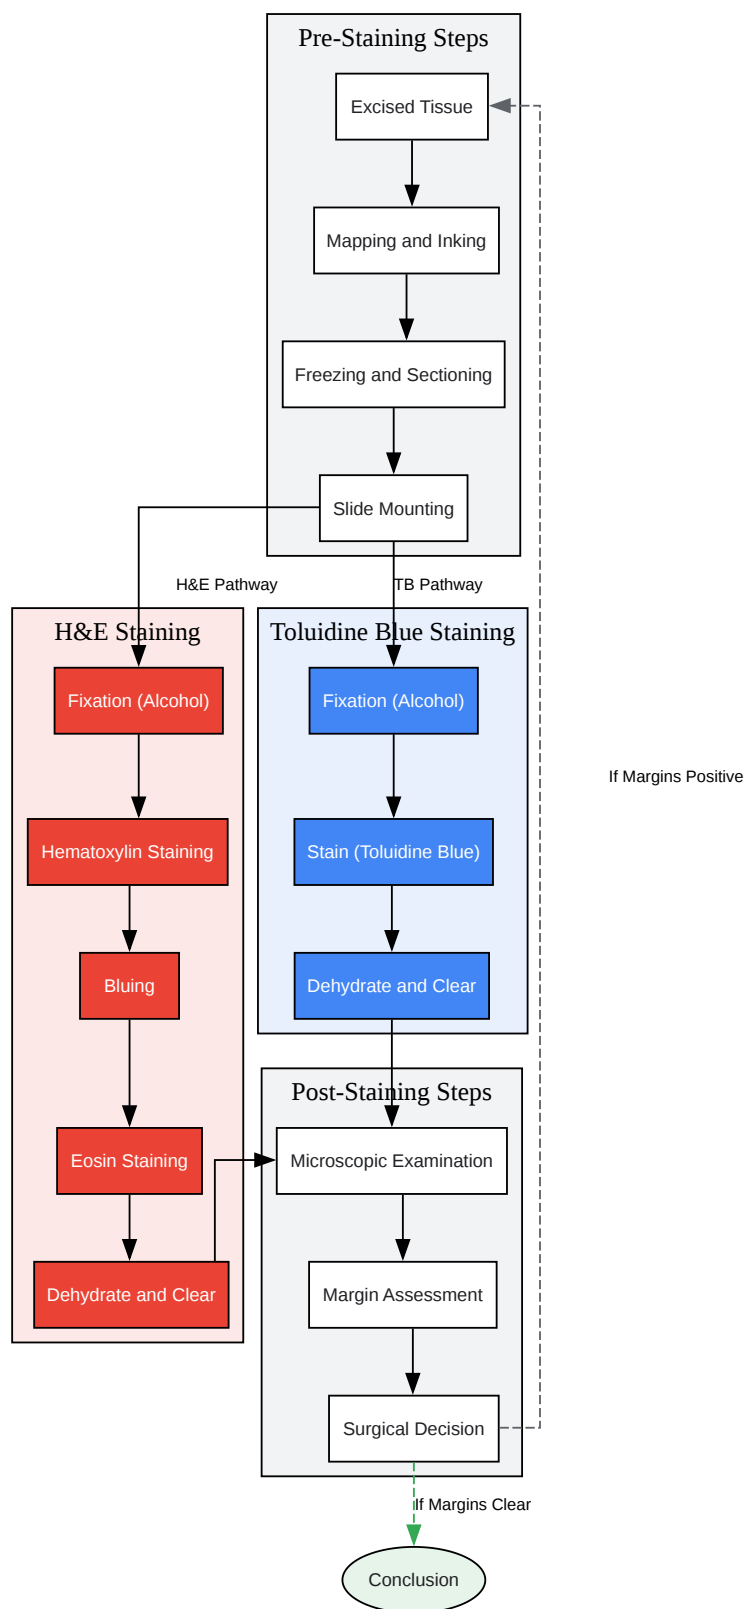 Pre-Staining Steps
Excised Tissue
Mapping and Inking
Freezing and Sectioning
Slide Mounting
H&E Pathway
TB Pathway
H&E Staining
Fixation (Alcohol)
Hematoxylin Staining
Bluing
Eosin Staining
Dehydrate and Clear
Toluidine Blue Staining
Fixation (Alcohol)
Stain (Toluidine Blue)
Dehydrate and Clear
If Margins Positive
Post-Staining Steps
Microscopic Examination
Margin Assessment
Surgical Decision
If Margins Clear
Conclusion